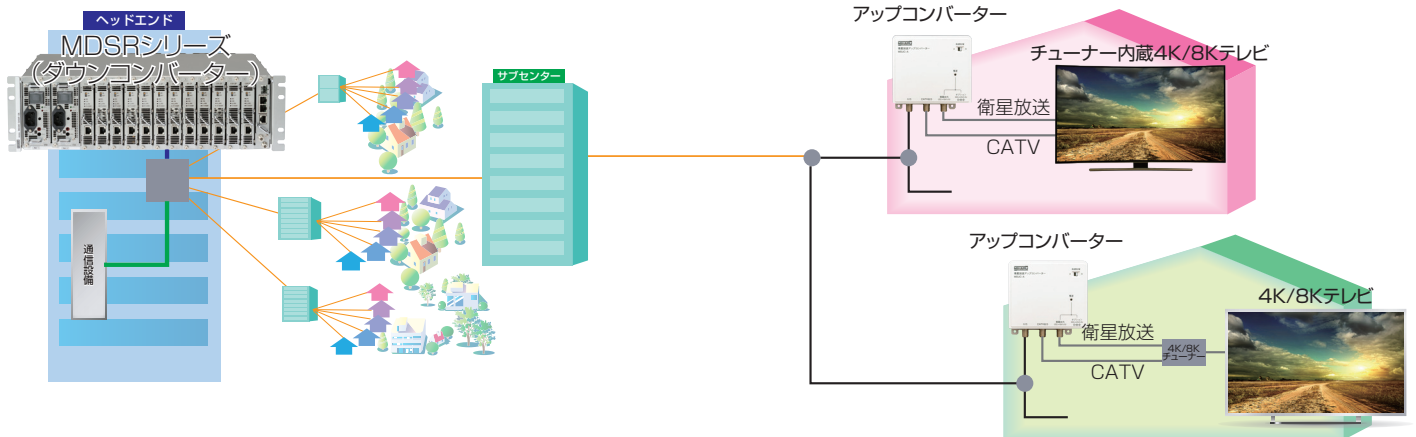 ヘッドエンド
MDSRシリーズ
(ダウンコンバーター)
通信設備
サブセンター
アップコンバーター
チューナー内蔵4K/8Kテレビ
衛星放送
CATV
アップコンバーター
4K/8Kテレビ
衛星放送
4K/8K
チューナー
CATV